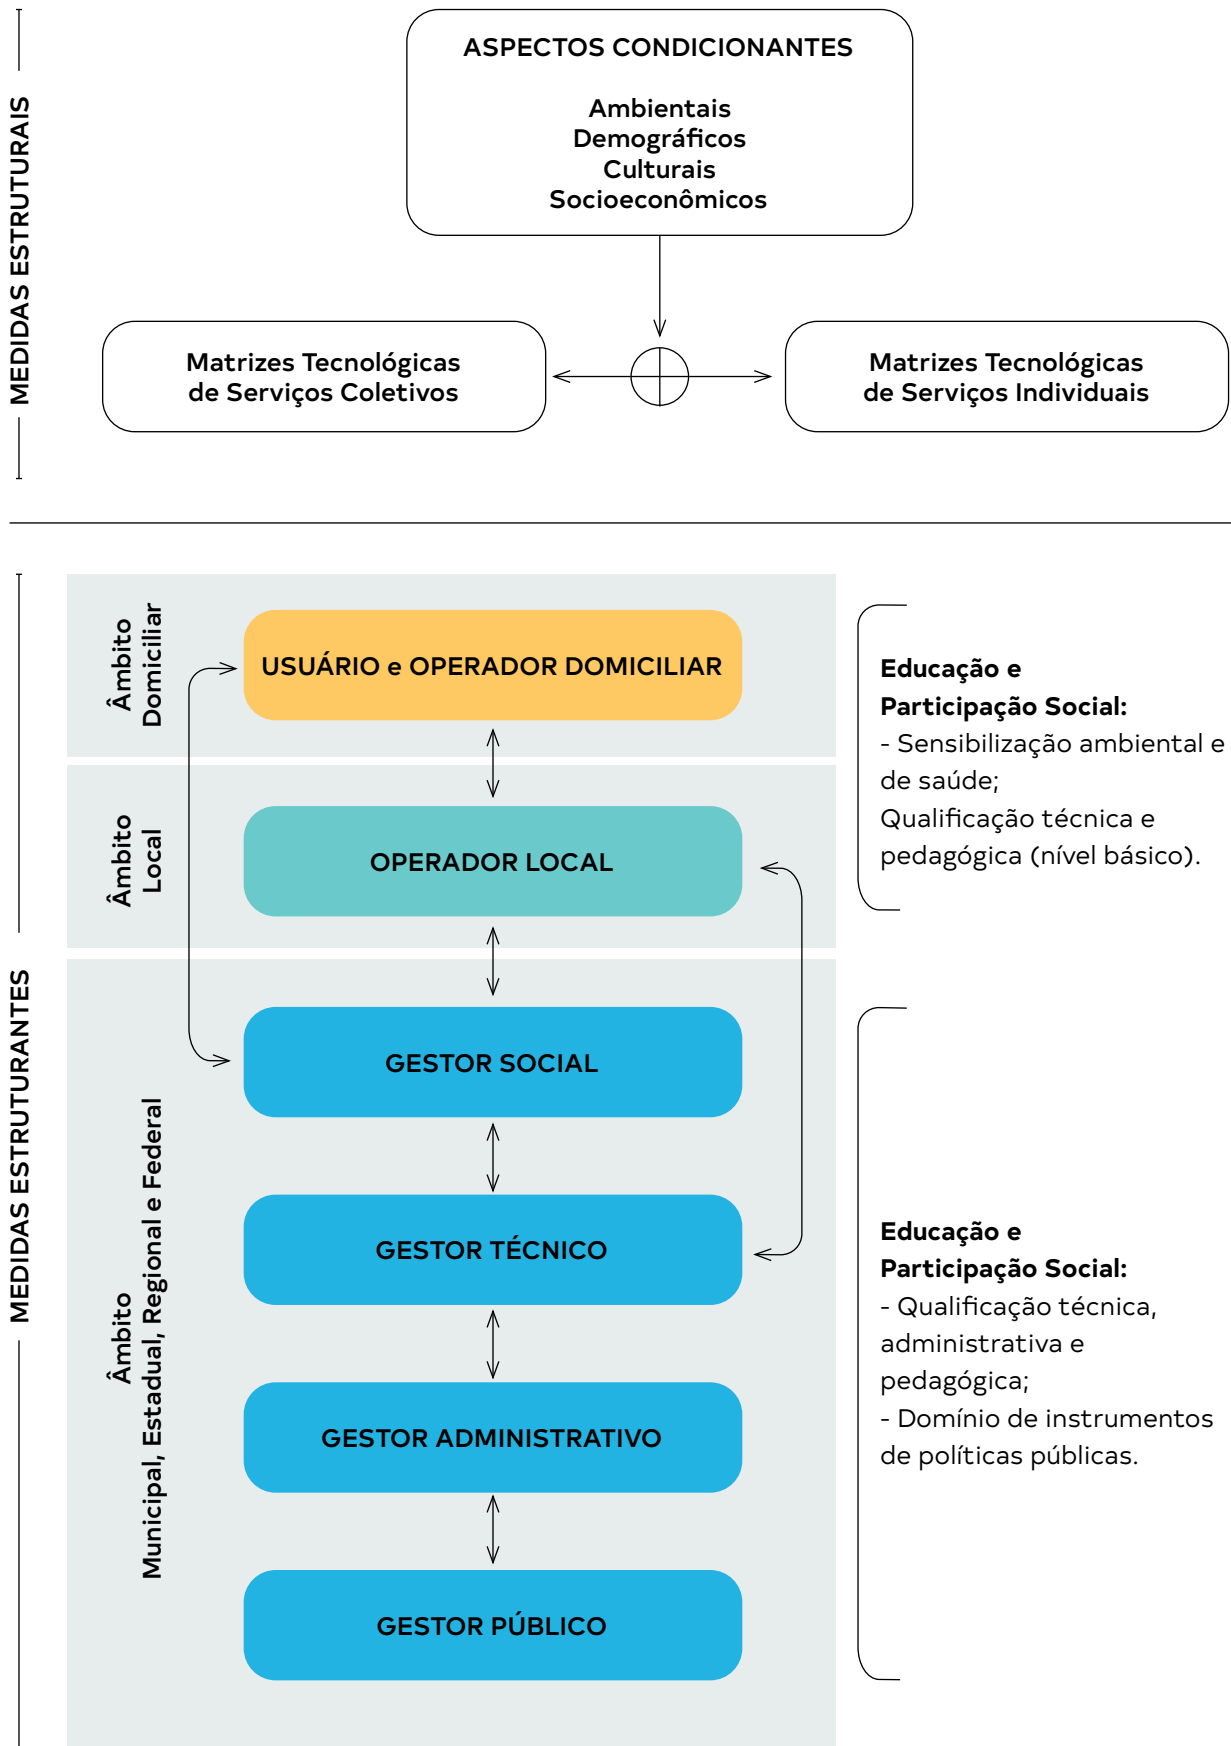 MEDIDAS ESTRUTURAIS
ASPECTOS CONDICIONANTES
Ambientais
Demográficos
Culturais
Socioeconômicos
Matrizes Tecnológicas
de Serviços Coletivos
Matrizes Tecnológicas
de Serviços Individuais
MEDIDAS ESTRUTURANTES
Âmbito
Domiciliar
USUÁRIO e OPERADOR DOMICILIAR
Âmbito
Local
OPERADOR LOCAL
Educação e
Participação Social:
- Sensibilização ambiental e
de saúde;
Qualificação técnica e
pedagógica (nível básico).
Âmbito
Municipal, Estadual, Regional e Federal
GESTOR SOCIAL
GESTOR TÉCNICO
GESTOR ADMINISTRATIVO
GESTOR PÚBLICO
Educação e
Participação Social:
- Qualificação técnica,
administrativa e
pedagógica;
- Domínio de instrumentos
de políticas públicas.